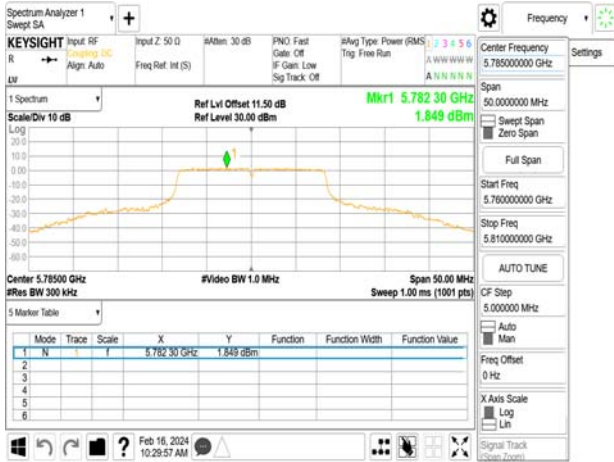 Spectrum Analyzer 1
Swept SA
Frequency
KEYSIGHT
Input: RF
Coupling: DC
Align: Auto
R
Input Z: 50 Ω
Freq Ref: Int (S)
#Atten: 30 dB
PNO: Fast
Gate: Off
IF Gain: Low
Sig Track: Off
#Avg Type: Power (RMS
Trig: Free Run
1 2 3 4 5 6
A W W W W W
A N N N N N
1 Spectrum
Scale/Div 10 dB
Log
Ref Lvl Offset 11.50 dB
Ref Level 30.00 dBm
Mkr1 5.782 30 GHz
1.849 dBm
20.0
10.0
0.00
-10.0
-20.0
-30.0
-40.0
-50.0
-60.0
1
Center 5.78500 GHz
#Video BW 1.0 MHz
Span 50.00 MHz
#Res BW 300 kHz
Sweep 1.00 ms (1001 pts)
5 Marker Table
Mode Trace Scale X Y Function Function Width Function Value
1 N 1 f 5.782 30 GHz 1.849 dBm
2
3
4
5
6
Feb 16, 2024
10:29:57 AM
Center Frequency
5.785000000 GHz
Settings
Span
50.0000000 MHz
Swept Span
Zero Span
Full Span
Start Freq
5.760000000 GHz
Stop Freq
5.810000000 GHz
AUTO TUNE
CF Step
5.000000 MHz
Auto
Man
Freq Offset
0 Hz
X Axis Scale
Log
Lin
Signal Track
(Span Zoom)